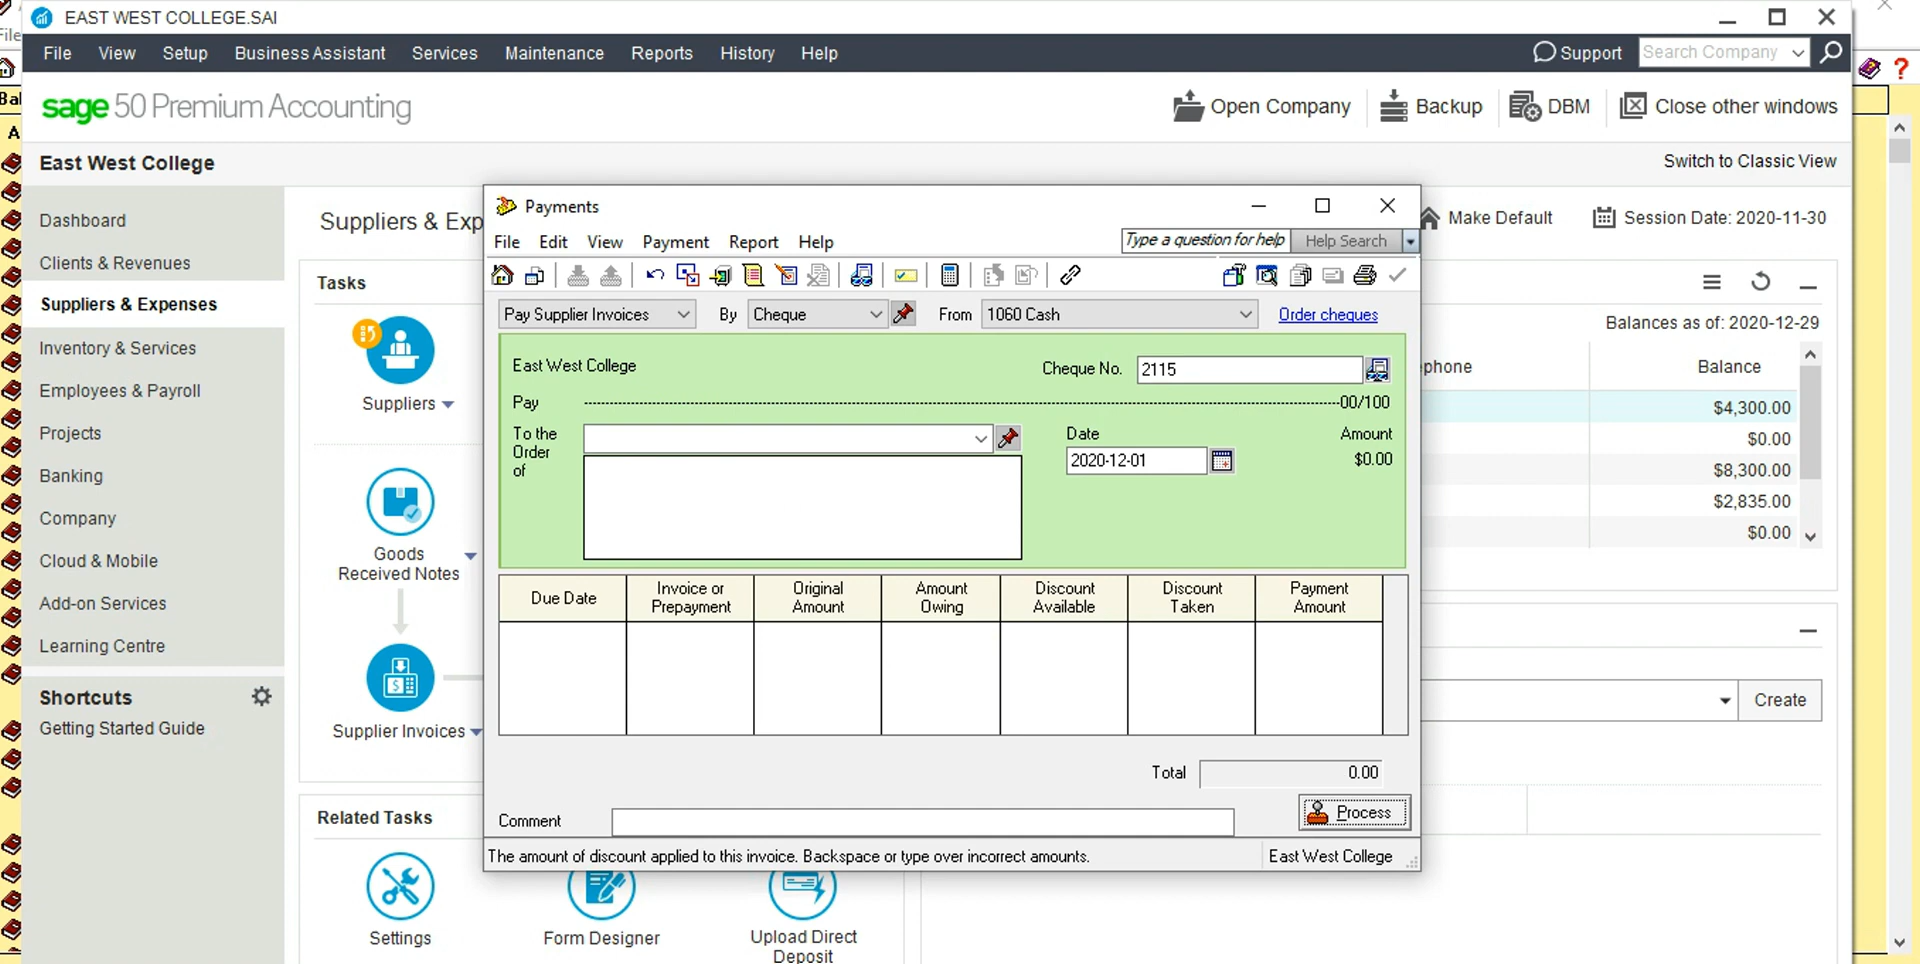 EAST WEST COLLEGE.SAI
File View Setup Business Assistant Services Maintenance Reports History Help
Support Search Company
sage 50 Premium Accounting
Open Company Backup DBM Close other windows
East West College
Switch to Classic View
Dashboard
Clients & Revenues
Suppliers & Expenses
Inventory & Services
Employees & Payroll
Projects
Banking
Company
Cloud & Mobile
Add-on Services
Learning Centre
Shortcuts
Getting Started Guide
Suppliers & Exp
Make Default Session Date: 2020-11-30
Tasks
Suppliers
Goods
Received Notes
Supplier Invoices
Related Tasks
Settings
Form Designer
Upload Direct
Deposit
Balances as of: 2020-12-29
phone Balance
$4,300.00
$0.00
$8,300.00
$2,835.00
$0.00
Create
Payments
File Edit View Payment Report Help
Type a question for help Help Search
Pay Supplier Invoices By Cheque From 1060 Cash Order cheques
East West College
Cheque No. 2115
Pay 00/100
To the
Order
of
Date
2020-12-01
Amount
$0.00
Due Date
Invoice or
Prepayment
Original
Amount
Amount
Owing
Discount
Available
Discount
Taken
Payment
Amount
Total 0.00
Comment
Process
The amount of discount applied to this invoice. Backspace or type over incorrect amounts.
East West College